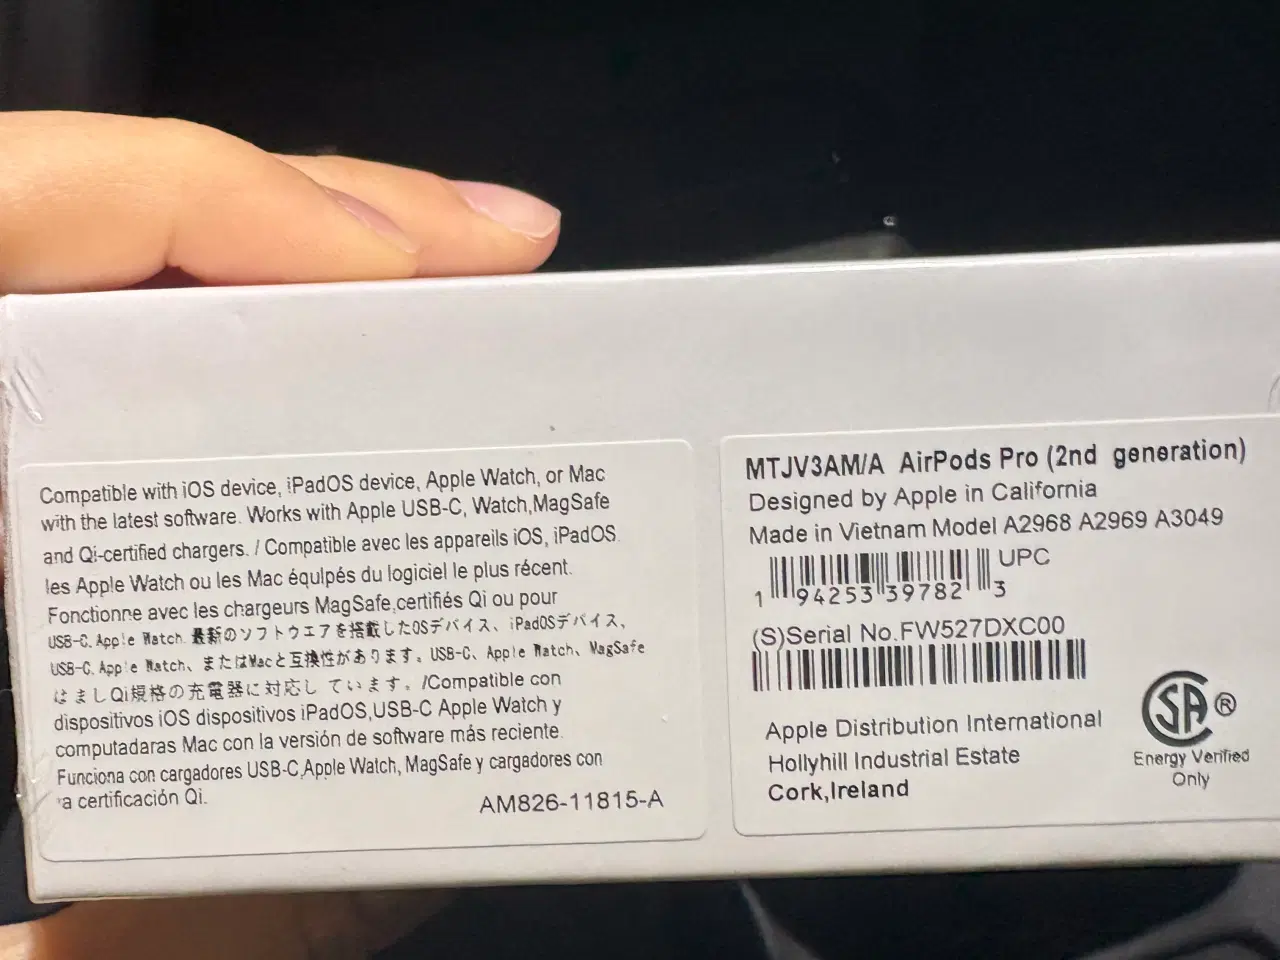 Compatible with iOS device, iPadOS device, Apple Watch, or Mac
with the latest software. Works with Apple USB-C, Watch,MagSafe
and Qi-certified chargers. / Compatible avec les appareils iOS, iPadOS.
les Apple Watch ou les Mac équlpés du logiciel le plus récent.
Fonctionne avec les chargeurs MagSafe,certifiés Qi ou pour
USB-C. Apple Watch. 最新のソフトウエアを搭載したOSデバイス、iPadOSデバイス、
USB-C. Apple Watch、またはMacと互換性があります。USB-C、Apple Watch、MagSafe
はましQi規格の充電器に対応し ています。/Compatible con
dispositivos iOS dispositivos iPadOS,USB-C Apple Watch y
computadaras Mac con la versión de software más reciente.
Funciona con cargadores USB-C,Apple Watch, MagSafe y cargadores con
a certificación Qi.
AM826-11815-A
MTJV3AM/A AirPods Pro (2nd generation)
Designed by Apple in California
Made in Vietnam Model A2968 A2969 A3049
UPC
1 94253 39782 3
(S)Serial No.FW527DXC00
Apple Distribution International
Hollyhill Industrial Estate
Cork,Ireland
SA ®
Energy Verified
Only